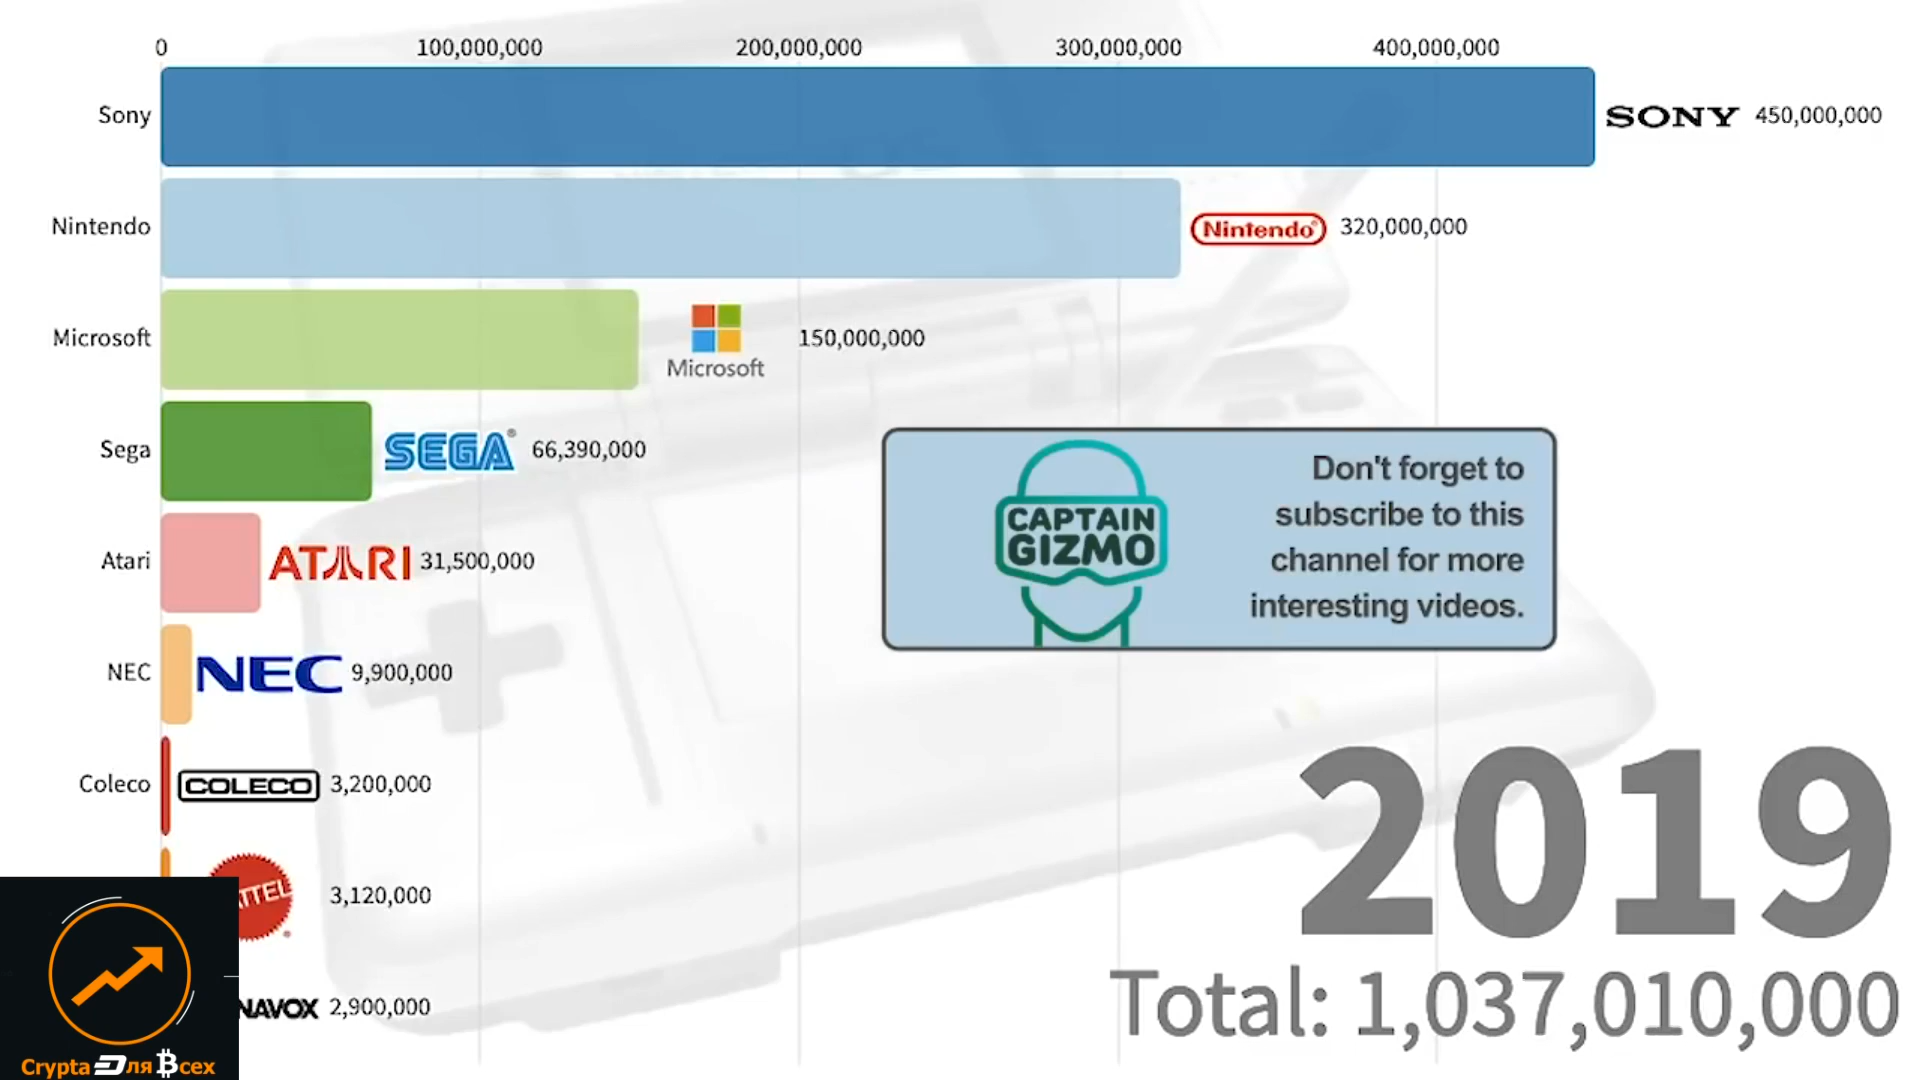 0 100,000,000 200,000,000 300,000,000 400,000,000
Sony SONY 450,000,000
Nintendo Nintendo® 320,000,000
Microsoft Microsoft 150,000,000
Sega SEGA® 66,390,000
Atari ATARI 31,500,000
NEC NEC 9,900,000
Coleco COLECO 3,200,000
ATTEL® 3,120,000
NAVOX 2,900,000
CAPTAIN
GIZMO
Don't forget to
subscribe to this
channel for more
interesting videos.
2019
Total: 1,037,010,000
Crypta Для Bcex